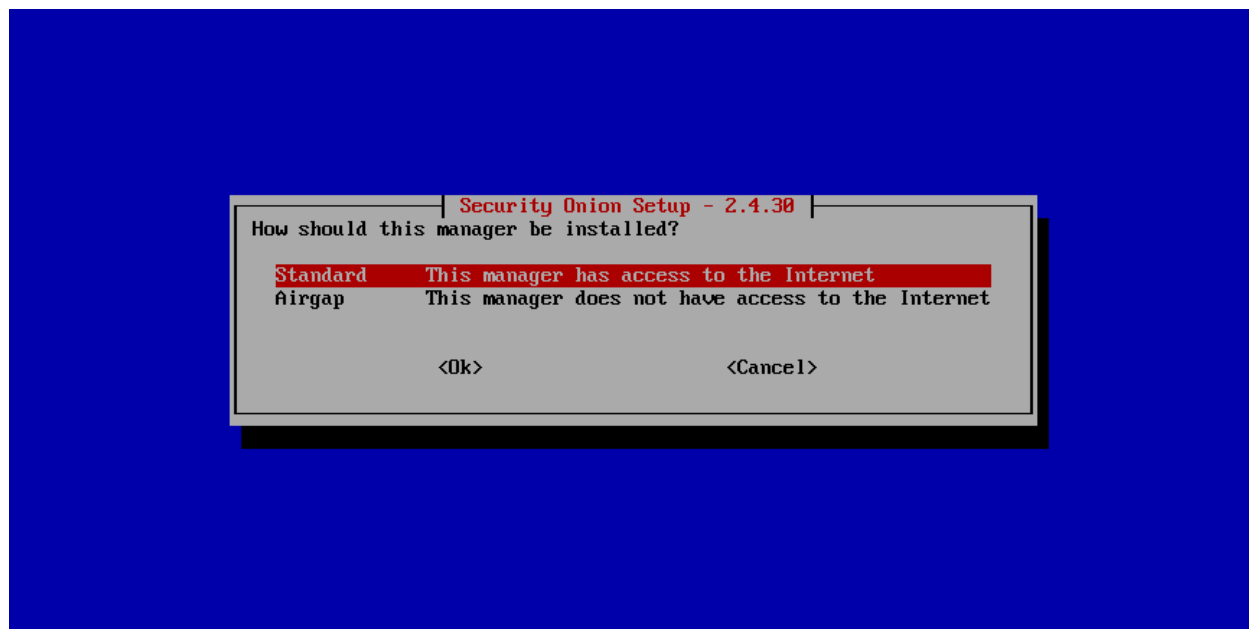 Security Onion Setup - 2.4.30
How should this manager be installed?
Standard This manager has access to the Internet
Airgap This manager does not have access to the Internet
<Ok> <Cancel>